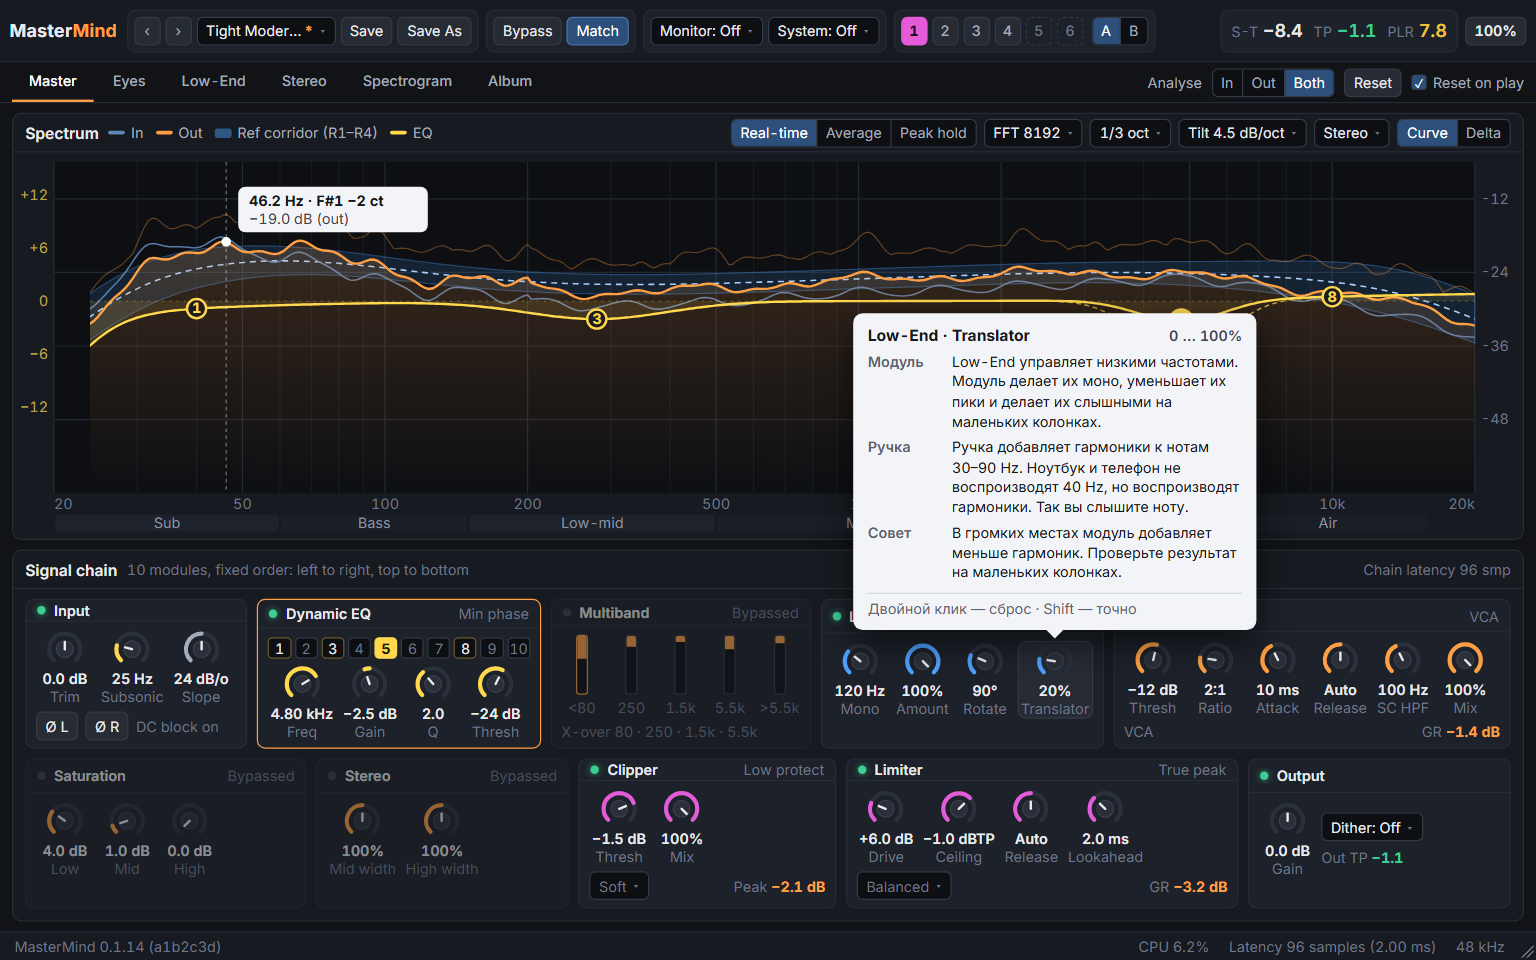 MasterMind ‹ › Tight Moder... * Save Save As Bypass Match Monitor: Off System: Off 1 2 3 4 5 6 A B S-T −8.4 TP −1.1 PLR 7.8 100%
Master Eyes Low-End Stereo Spectrogram Album Analyse In Out Both Reset ✓ Reset on play
Spectrum In Out Ref corridor (R1–R4) EQ Real-time Average Peak hold FFT 8192 1/3 oct Tilt 4.5 dB/oct Stereo Curve Delta
+12 −12
46.2 Hz · F#1 −2 ct
−19.0 dB (out)
+6 −24
0 1 3 8
−6 −36
−12 −48
Low-End · Translator 0 ... 100%
Модуль Low-End управляет низкими частотами.
Модуль делает их моно, уменьшает их
пики и делает их слышными на
маленьких колонках.
Ручка Ручка добавляет гармоники к нотам
30–90 Hz. Ноутбук и телефон не
воспроизводят 40 Hz, но воспроизводят
гармоники. Так вы слышите ноту.
Совет В громких местах модуль добавляет
меньше гармоник. Проверьте результат
на маленьких колонках.
Двойной клик — сброс · Shift — точно
20 50 100 200 500 10k 20k
Sub Bass Low-mid Air
Signal chain 10 modules, fixed order: left to right, top to bottom Chain latency 96 smp
Input
0.0 dB 25 Hz 24 dB/o
Trim Subsonic Slope
Ø L Ø R DC block on
Dynamic EQ Min phase
1 2 3 4 5 6 7 8 9 10
4.80 kHz −2.5 dB 2.0 −24 dB
Freq Gain Q Thresh
Multiband Bypassed
<80 250 1.5k 5.5k >5.5k
X-over 80 · 250 · 1.5k · 5.5k
120 Hz 100% 90° 20%
Mono Amount Rotate Translator
VCA
−12 dB 2:1 10 ms Auto 100 Hz 100%
Thresh Ratio Attack Release SC HPF Mix
VCA GR −1.4 dB
Saturation Bypassed
4.0 dB 1.0 dB 0.0 dB
Low Mid High
Stereo Bypassed
100% 100%
Mid width High width
Clipper Low protect
−1.5 dB 100%
Thresh Mix
Soft Peak −2.1 dB
Limiter True peak
+6.0 dB −1.0 dBTP Auto 2.0 ms
Drive Ceiling Release Lookahead
Balanced GR −3.2 dB
Output
0.0 dB
Gain
Dither: Off
Out TP −1.1
MasterMind 0.1.14 (a1b2c3d) CPU 6.2% Latency 96 samples (2.00 ms) 48 kHz